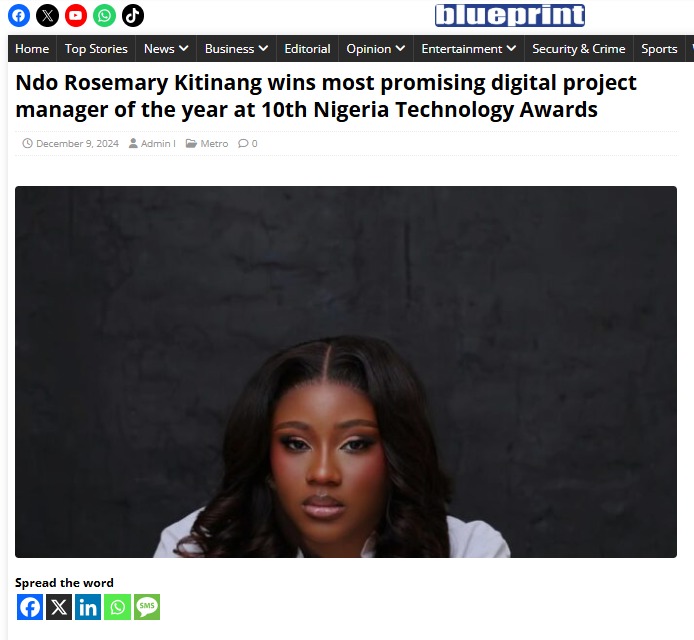 blueprint
Home Top Stories News Business Editorial Opinion Entertainment Security & Crime Sports
Ndo Rosemary Kitinang wins most promising digital project
manager of the year at 10th Nigeria Technology Awards
December 9, 2024 Admin I Metro 0
Spread the word
SMS